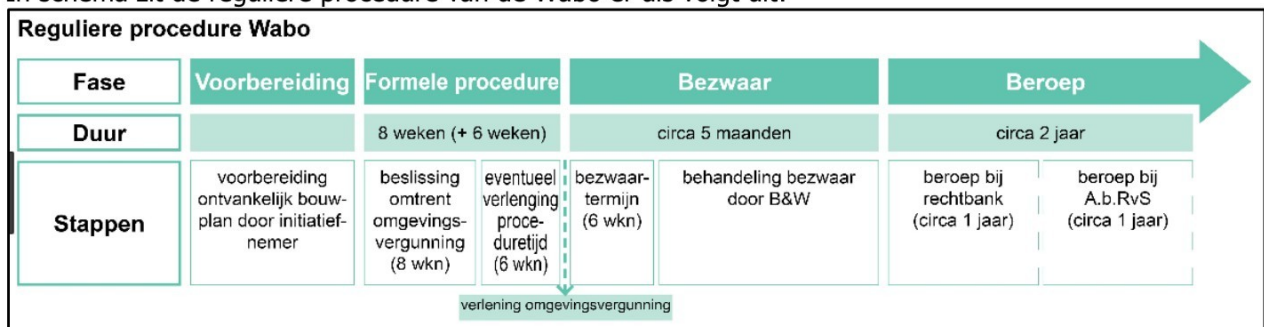 In schema zit de reguliere procedure van de Wabo er als volgt uit:
Reguliere procedure Wabo
Fase
Voorbereiding
Formele procedure
Bezwaar
Beroep
Duur
8 weken (+ 6 weken)
circa 5 maanden
circa 2 jaar
Stappen
voorbereiding
ontvankelijk bouw-
plan door initiatief-
nemer
beslissing
omtrent
omgevings-
vergunning
(8 wkn)
eventueel
verlenging
proce-
duretijd
(6 wkn)
bezwaar-
termijn
(6 wkn)
behandeling bezwaar
door B&W
beroep bij
rechtbank
(circa 1 jaar)
beroep bij
A.b.RvS
(circa 1 jaar)
verlening omgevingsvergunning